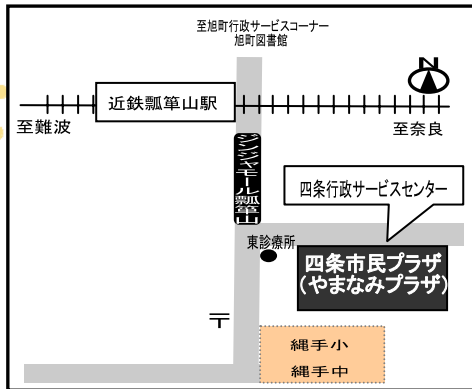 至旭町行政サービスコーナー
旭町図書館
N
近鉄瓢箪山駅
至難波
至奈良
ジンジャモール瓢箪山
四条行政サービスセンター
東診療所
四条市民プラザ
(やまなみプラザ)
〒
縄手小
縄手中